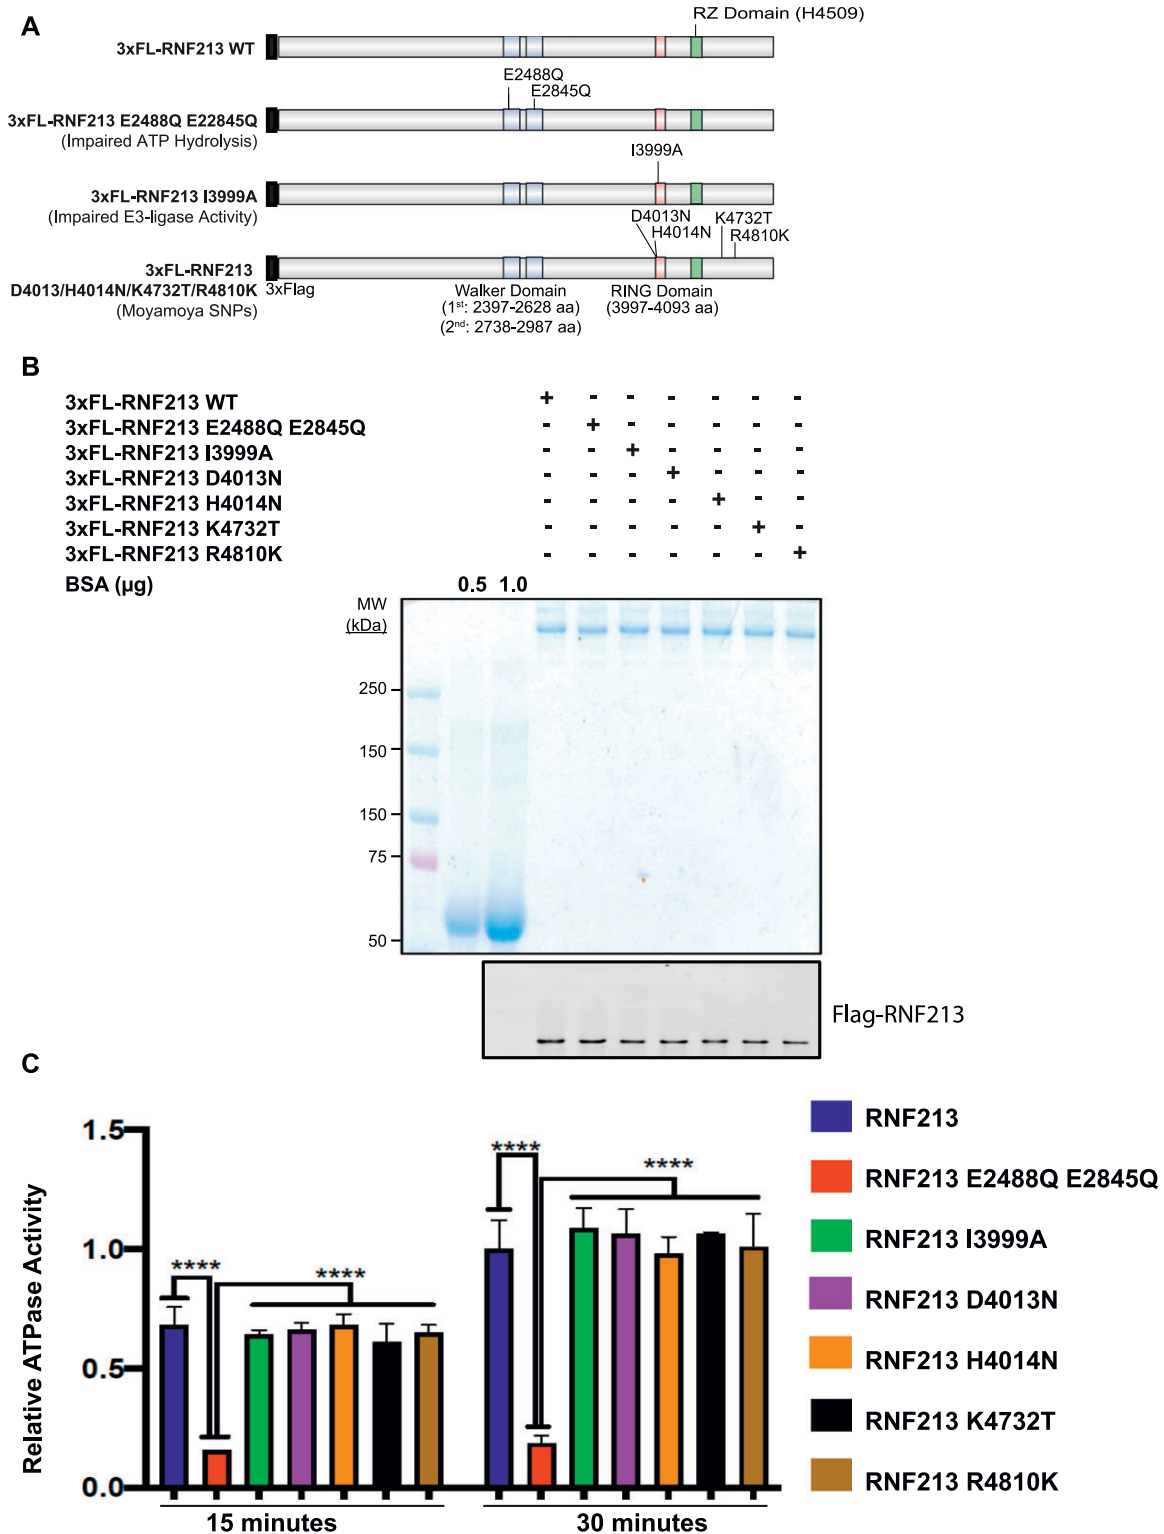 A
RZ Domain (H4509)
3xFL-RNF213 WT
E2488Q
E2845Q
3xFL-RNF213 E2488Q E22845Q
(Impaired ATP Hydrolysis)
I3999A
3xFL-RNF213 I3999A
(Impaired E3-ligase Activity)
D4013N
H4014N
K4732T
R4810K
3xFL-RNF213
D4013/H4014N/K4732T/R4810K
(Moyamoya SNPs)
3xFlag
Walker Domain
(1st: 2397-2628 aa)
(2nd: 2738-2987 aa)
RING Domain
(3997-4093 aa)
B
3xFL-RNF213 WT + - - - - - -
3xFL-RNF213 E2488Q E2845Q - + - - - - -
3xFL-RNF213 I3999A - - + - - - -
3xFL-RNF213 D4013N - - - + - - -
3xFL-RNF213 H4014N - - - - + - -
3xFL-RNF213 K4732T - - - - - + -
3xFL-RNF213 R4810K - - - - - - +
BSA (µg) 0.5 1.0
MW
(kDa)
250
150
150
75
50
Flag-RNF213
C
Relative ATPase Activity
1.5
1.0
0.5
0.0
****
****
****
****
15 minutes
30 minutes
RNF213
RNF213 E2488Q E2845Q
RNF213 I3999A
RNF213 D4013N
RNF213 H4014N
RNF213 K4732T
RNF213 R4810K